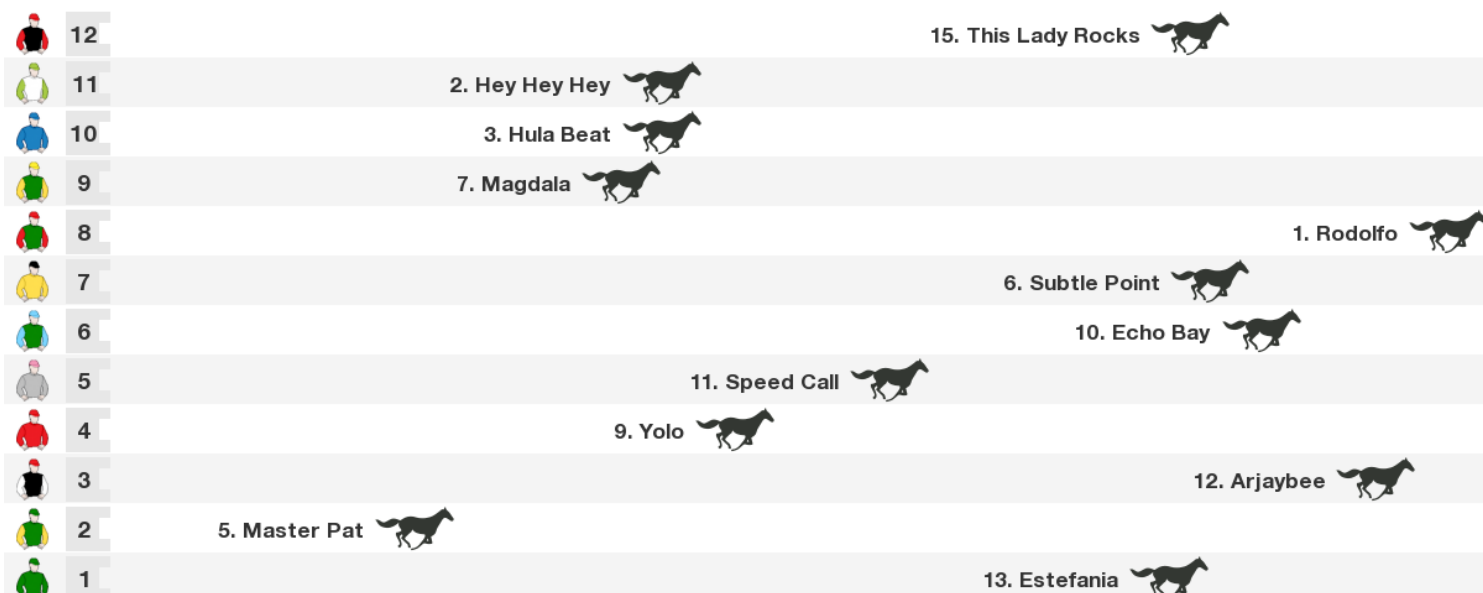 12 15. This Lady Rocks
11 2. Hey Hey Hey
10 3. Hula Beat
9 7. Magdala
8 1. Rodolfo
7 6. Subtle Point
6 10. Echo Bay
5 11. Speed Call
4 9. Yolo
3 12. Arjaybee
2 5. Master Pat
1 13. Estefania